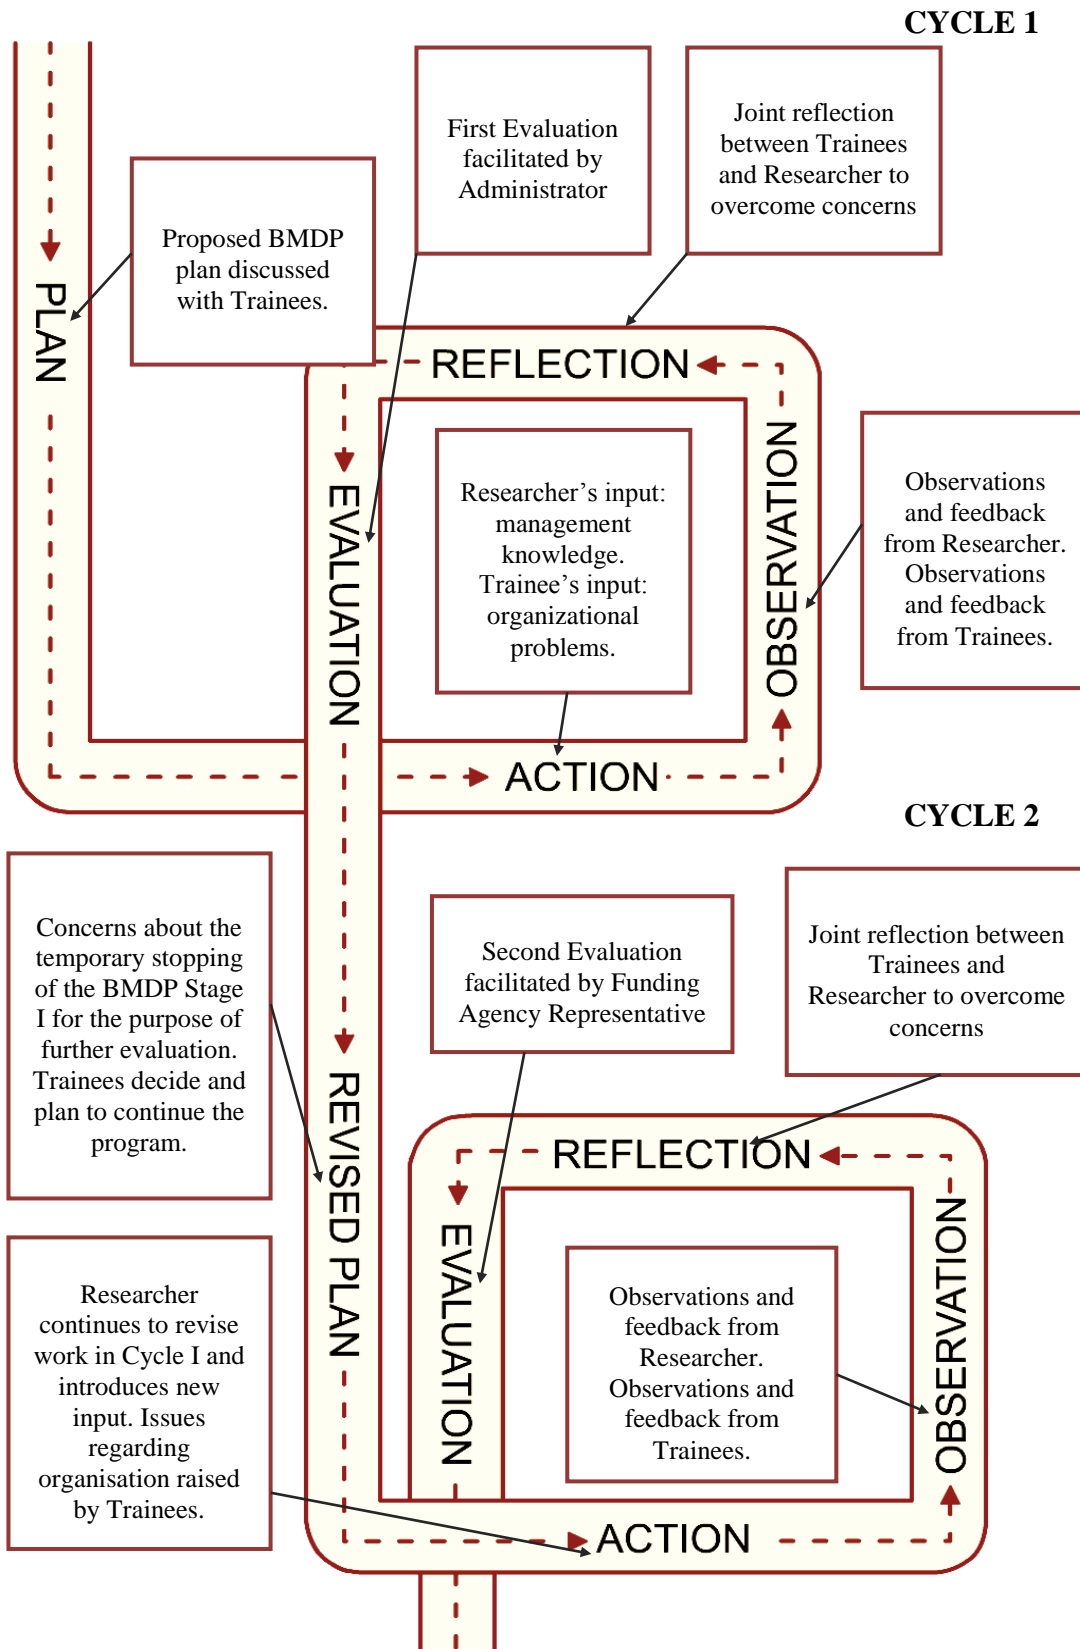 CYCLE 1
First Evaluation
facilitated by
Administrator
Joint reflection
between Trainees
and Researcher to
overcome concerns
Proposed BMDP
plan discussed
with Trainees.
PLAN
REFLECTION
EVALUATION
Researcher’s input:
management
knowledge.
Trainee’s input:
organizational
problems.
OBSERVATION
Observations
and feedback
from Researcher.
Observations
and feedback
from Trainees.
ACTION
CYCLE 2
Concerns about the
temporary stopping
of the BMDP Stage
I for the purpose of
further evaluation.
Trainees decide and
plan to continue the
program.
Second Evaluation
facilitated by Funding
Agency Representative
Joint reflection between
Trainees and
Researcher to overcome
concerns
REVISED PLAN
REFLECTION
EVALUATION
Researcher
continues to revise
work in Cycle I and
introduces new
input. Issues
regarding
organisation raised
by Trainees.
Observations and
feedback from
Researcher.
Observations and
feedback from
Trainees.
OBSERVATION
ACTION